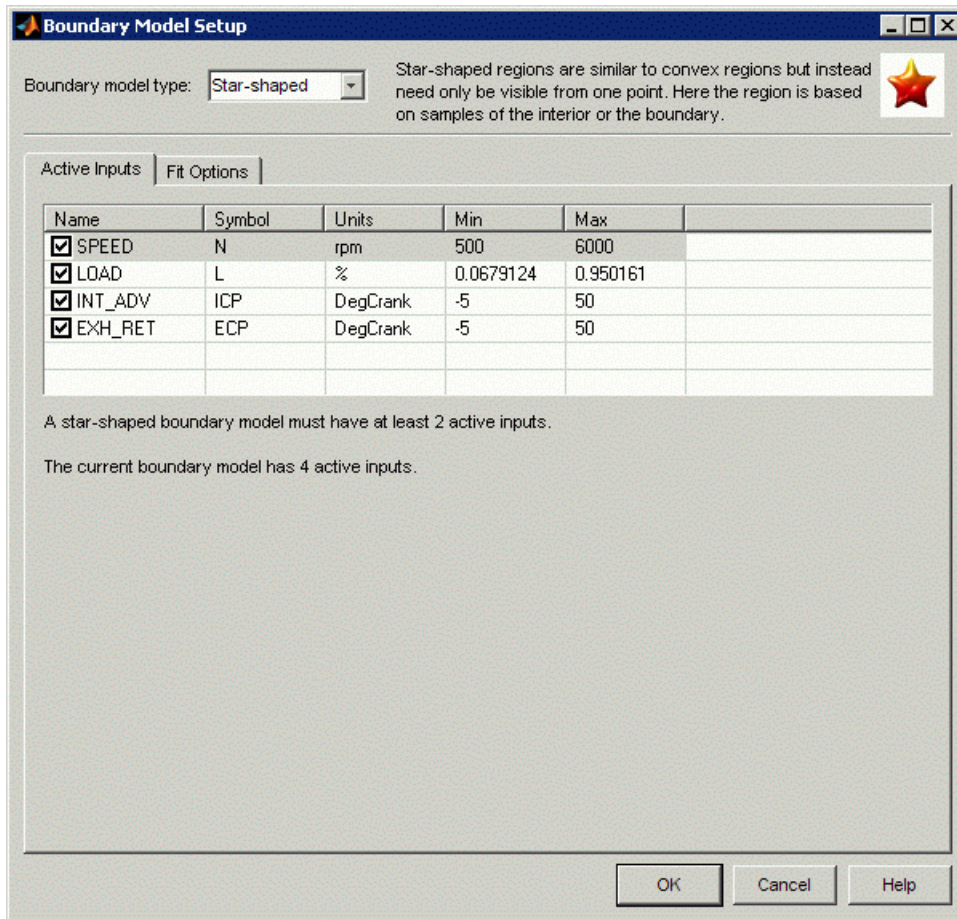 Boundary Model Setup
Boundary model type: Star-shaped
Star-shaped regions are similar to convex regions but instead
need only be visible from one point. Here the region is based
on samples of the interior or the boundary.
Active Inputs Fit Options
Name Symbol Units Min Max
SPEED N rpm 500 6000
LOAD L % 0.0679124 0.950161
INT_ADV ICP DegCrank -5 50
EXH_RET ECP DegCrank -5 50
A star-shaped boundary model must have at least 2 active inputs.
The current boundary model has 4 active inputs.
OK Cancel Help